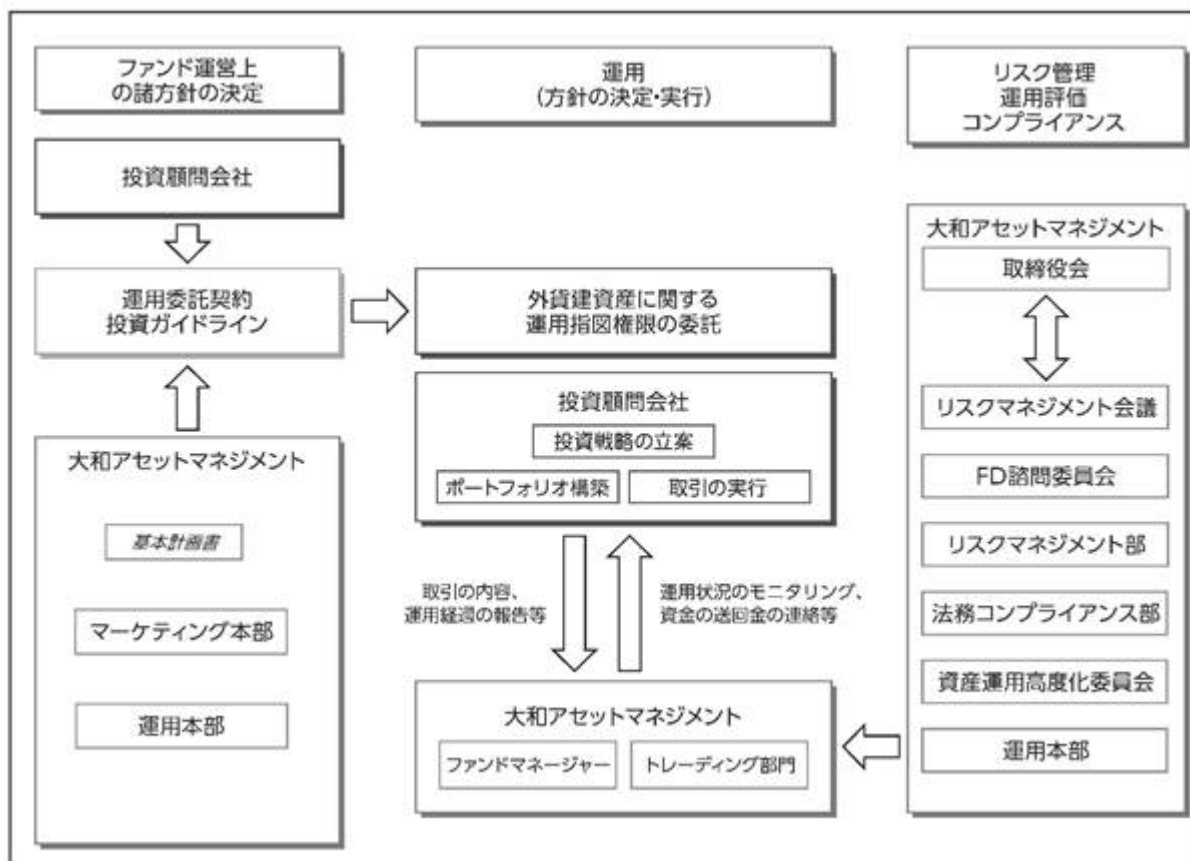 ファンド運営上
の諸方針の決定
投資顧問会社
運用委託契約
投資ガイドライン
大和アセットマネジメント
基本計画書
マーケティング本部
運用本部
運用
(方針の決定・実行)
外貨建資産に関する
運用指図権限の委託
投資顧問会社
投資戦略の立案
ポートフォリオ構築
取引の実行
取引の内容、
運用経過の報告等
運用状況のモニタリング、
資金の送回金の連絡等
大和アセットマネジメント
ファンドマネージャー
トレーディング部門
リスク管理
運用評価
コンプライアンス
大和アセットマネジメント
取締役会
リスクマネジメント会議
FD諮問委員会
リスクマネジメント部
法務コンプライアンス部
資産運用高度化委員会
運用本部